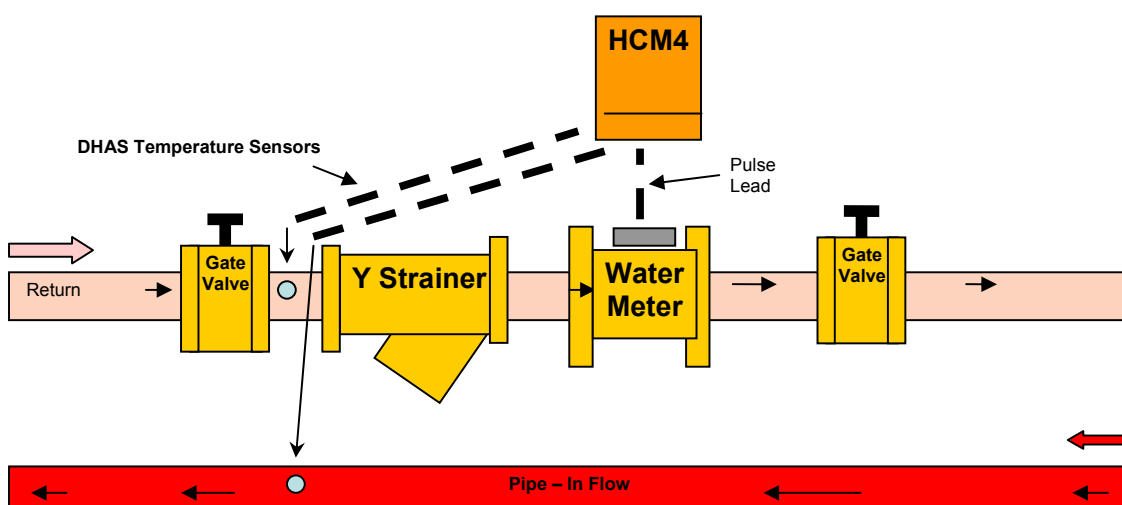 HCM4
DHAS Temperature Sensors
Pulse
Lead
Gate
Valve
Y Strainer
Water
Meter
Gate
Valve
Return
Pipe – In Flow